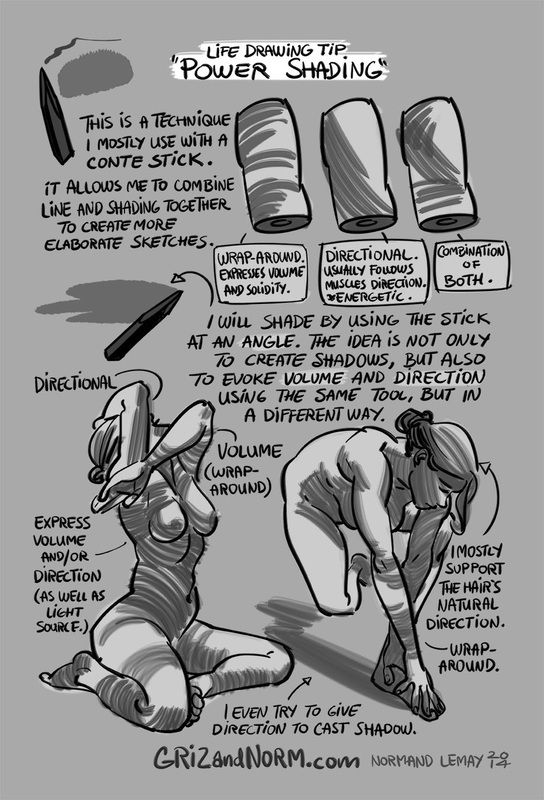 LIFE DRAWING TIP
"POWER SHADING"
THIS IS A TECHNIQUE
I MOSTLY USE WITH A
CONTE STICK.
IT ALLOWS ME TO COMBINE
LINE AND SHADING TOGETHER
TO CREATE MORE
ELABORATE SKETCHES.
WRAP-AROUND.
EXPRESSES VOLUME
AND SOLIDITY.
DIRECTIONAL.
USUALLY FOLLOWS
MUSCLES DIRECTION.
*ENERGETIC.
COMBINATION
OF
BOTH.
I WILL SHADE BY USING THE STICK
AT AN ANGLE. THE IDEA IS NOT ONLY
TO CREATE SHADOWS, BUT ALSO
TO EVOKE VOLUME AND DIRECTION
USING THE SAME TOOL, BUT IN
A DIFFERENT WAY.
DIRECTIONAL
VOLUME
(WRAP-
AROUND)
EXPRESS
VOLUME
AND/OR
DIRECTION
(AS WELL AS
LIGHT
SOURCE.)
I MOSTLY
SUPPORT
THE HAIR'S
NATURAL
DIRECTION.
WRAP-
AROUND.
I EVEN TRY TO GIVE
DIRECTION TO CAST SHADOW.
GRIZandNORM.com NORMAND LEMAY 2014